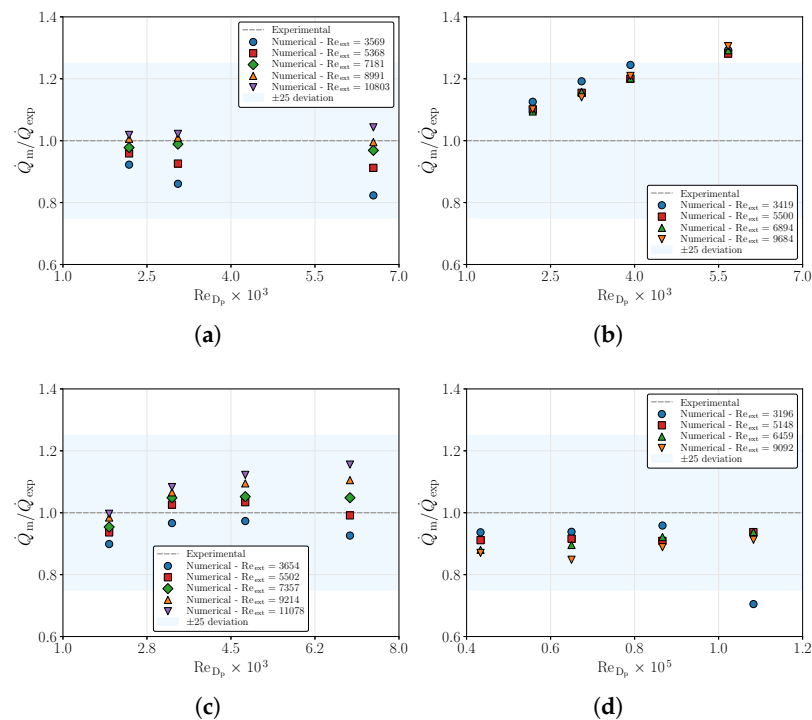 1.4
1.2
1.0
0.8
0.6
Q̇m/Q̇exp
Experimental
Numerical - Reext = 3569
Numerical - Reext = 5368
Numerical - Reext = 7181
Numerical - Reext = 8991
Numerical - Reext = 10803
±25 deviation
1.0 2.5 4.0 5.5 7.0
ReDp × 10³
(a)
1.4
1.2
1.0
0.8
0.6
Q̇m/Q̇exp
Experimental
Numerical - Reext = 3419
Numerical - Reext = 5500
Numerical - Reext = 6894
Numerical - Reext = 9684
±25 deviation
1.0 2.5 4.0 5.5 7.0
ReDp × 10³
(b)
1.4
1.2
1.0
0.8
0.6
Q̇m/Q̇exp
Experimental
Numerical - Reext = 3654
Numerical - Reext = 5502
Numerical - Reext = 7357
Numerical - Reext = 9214
Numerical - Reext = 11078
±25 deviation
1.0 2.8 4.5 6.2 8.0
ReDp × 10³
(c)
1.4
1.2
1.0
0.8
0.6
Q̇m/Q̇exp
Experimental
Numerical - Reext = 3196
Numerical - Reext = 5148
Numerical - Reext = 6459
Numerical - Reext = 9092
±25 deviation
0.4 0.6 0.8 1.0 1.2
ReDp × 10⁵
(d)